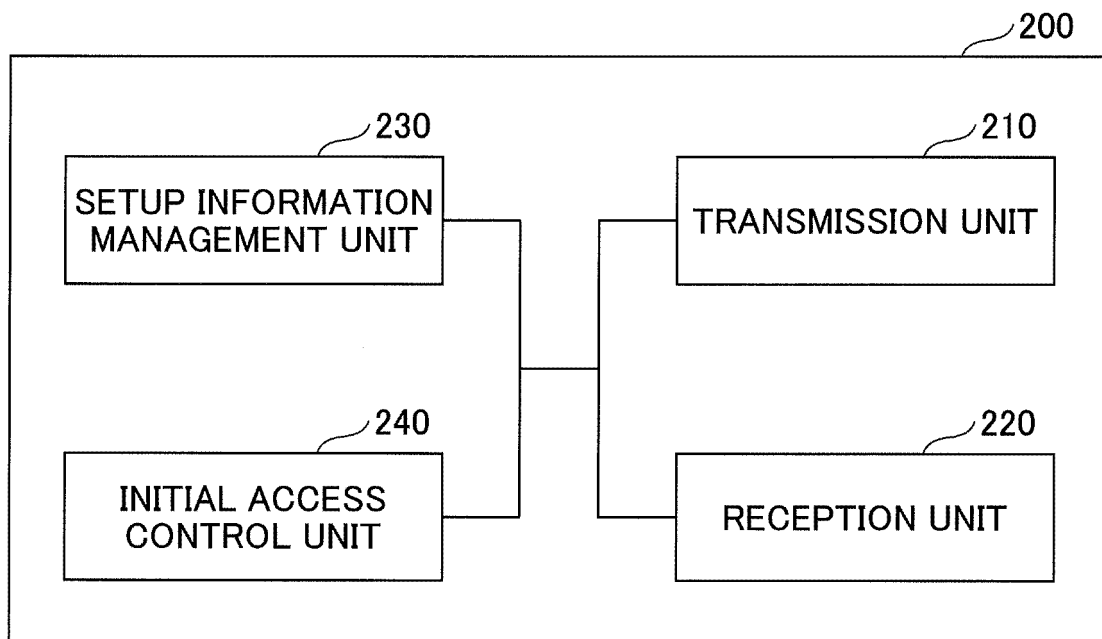 200
230
SETUP INFORMATION
MANAGEMENT UNIT
210
TRANSMISSION UNIT
240
INITIAL ACCESS
CONTROL UNIT
220
RECEPTION UNIT